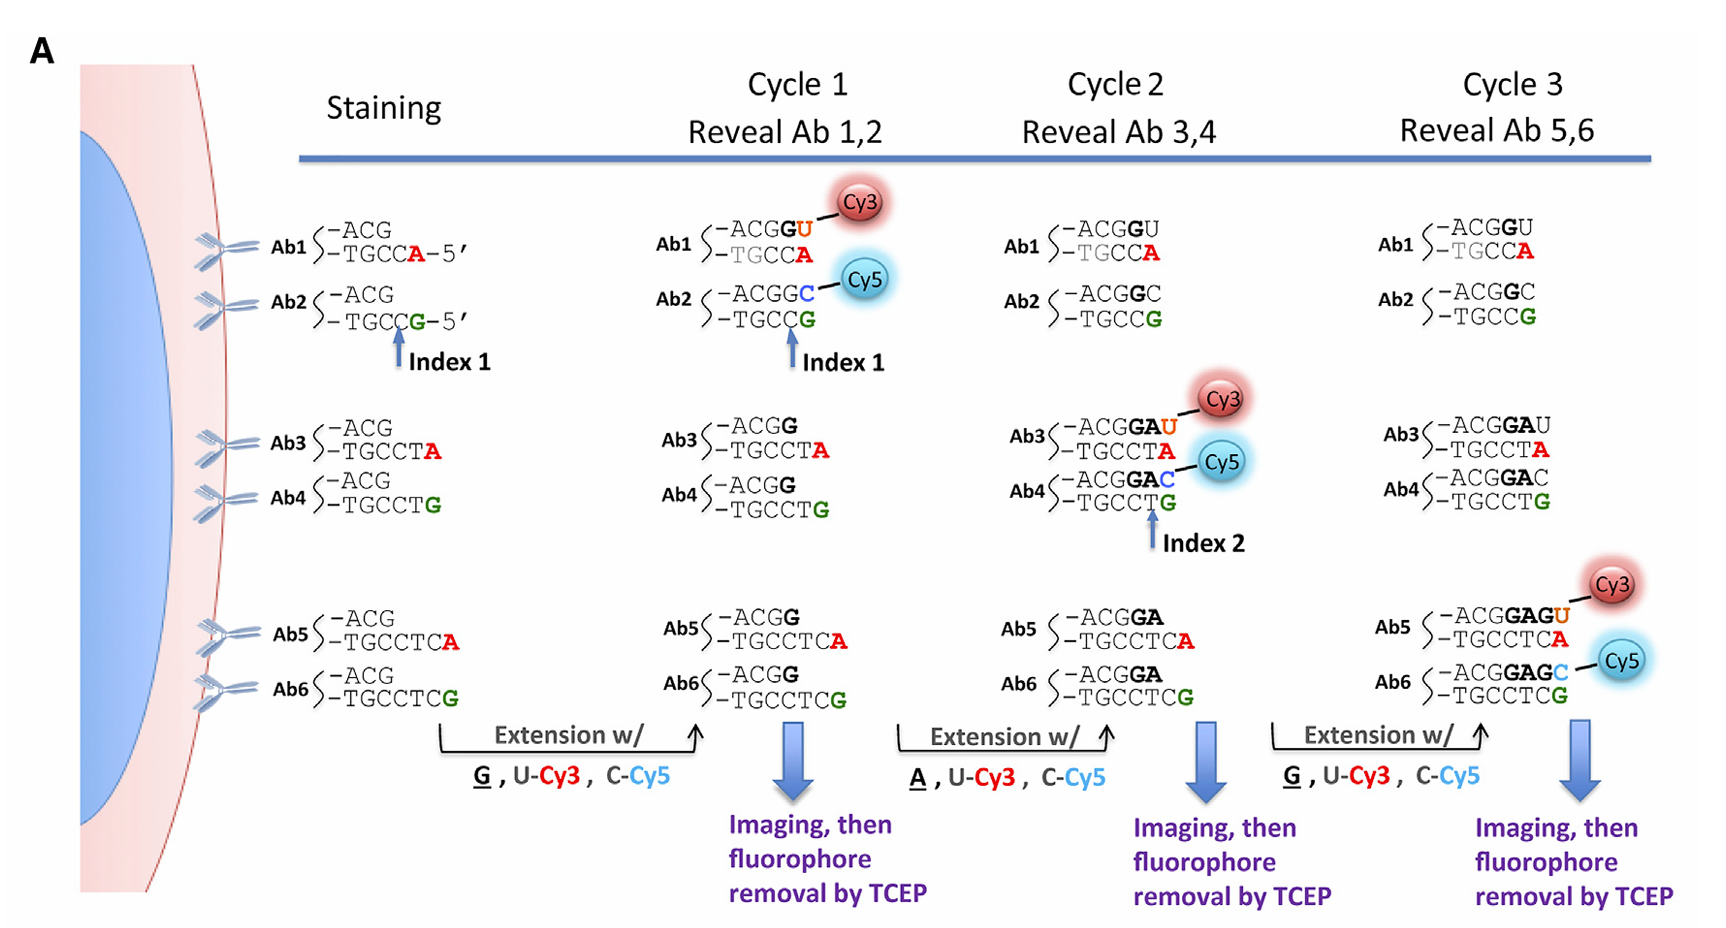 A
Staining
Cycle 1
Reveal Ab 1,2
Cycle 2
Reveal Ab 3,4
Cycle 3
Reveal Ab 5,6
Ab1
-ACG
-TGCCA-5′
Ab2
-ACG
-TGCCG-5′
Index 1
Ab3
-ACG
-TGCCTA
Ab4
-ACG
-TGCCTG
Ab5
-ACG
-TGCCTCA
Ab6
-ACG
-TGCCTCG
Ab1
-ACGGU
-TGCCA
Cy3
Ab2
-ACGGC
-TGCCG
Cy5
Index 1
Ab3
-ACGG
-TGCCTA
Ab4
-ACGG
-TGCCTG
Ab5
-ACGG
-TGCCTCA
Ab6
-ACGG
-TGCCTCG
Ab1
-ACGGU
-TGCCA
Ab2
-ACGGC
-TGCCG
Ab3
-ACGGAU
-TGCCTA
Cy3
Ab4
-ACGGAC
-TGCCTG
Cy5
Index 2
Ab5
-ACGGA
-TGCCTCA
Ab6
-ACGGA
-TGCCTCG
Ab1
-ACGGU
-TGCCA
Ab2
-ACGGC
-TGCCG
Ab3
-ACGGAU
-TGCCTA
Ab4
-ACGGAC
-TGCCTG
Ab5
-ACGGAGU
-TGCCTCA
Cy3
Ab6
-ACGGAGC
-TGCCTCG
Cy5
Extension w/
G , U-Cy3 , C-Cy5
Extension w/
A , U-Cy3 , C-Cy5
Extension w/
G , U-Cy3 , C-Cy5
Imaging, then
fluorophore
removal by TCEP
Imaging, then
fluorophore
removal by TCEP
Imaging, then
fluorophore
removal by TCEP